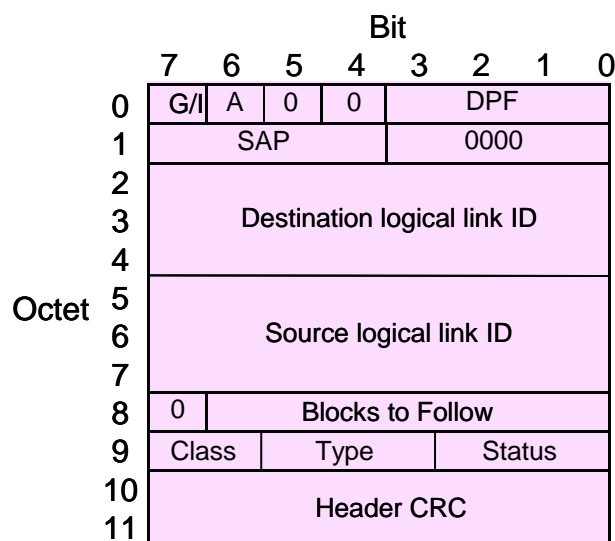 Bit
7 6 5 4 3 2 1 0
0 G/I A 0 0 DPF
1 SAP 0000
2
3 Destination logical link ID
4
5
Octet 6 Source logical link ID
7
8 0 Blocks to Follow
9 Class Type Status
10
Header CRC
11